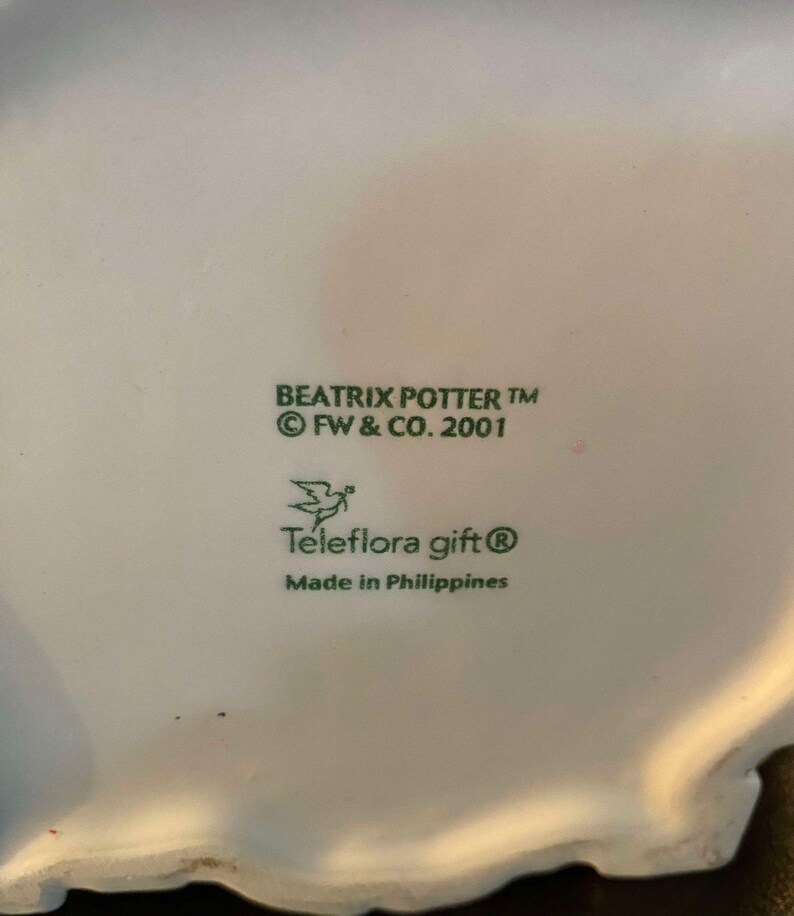 BEATRIX POTTER™
© FW & CO. 2001
Teleflora gift®
Made in Philippines